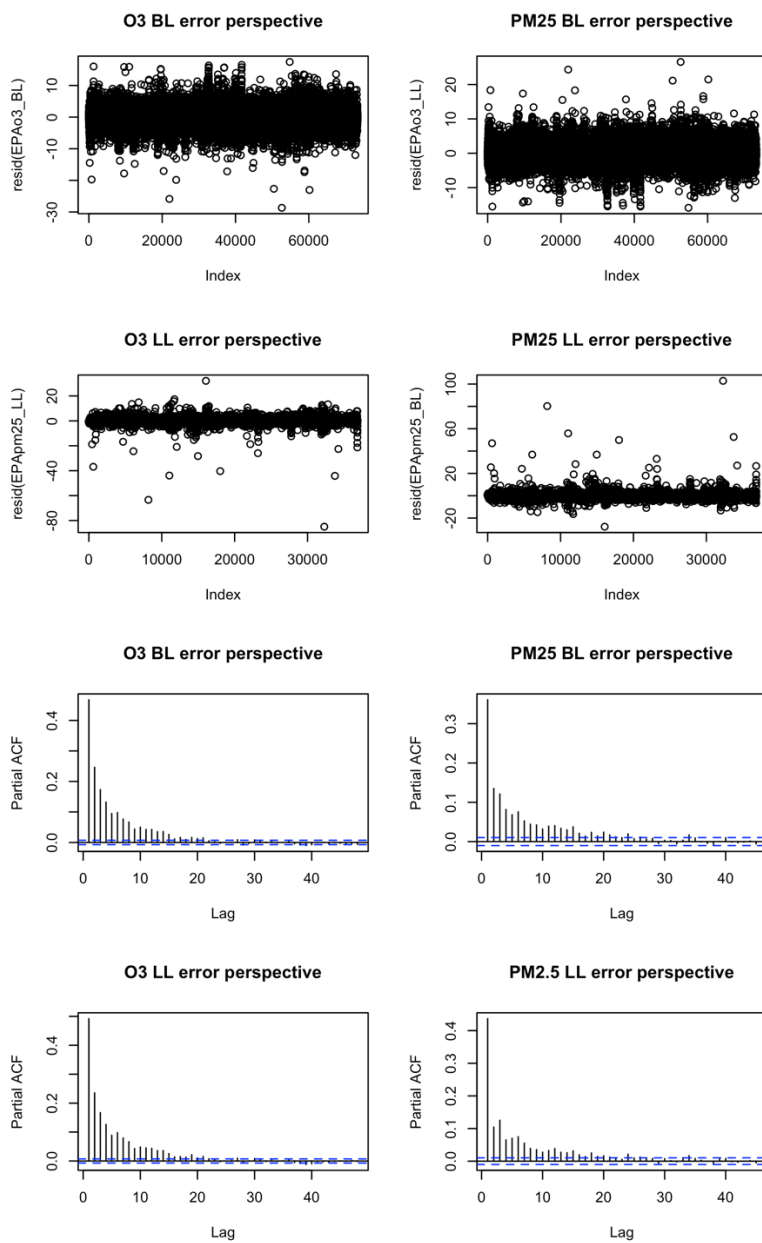 O3 BL error perspective
resid(EPAo3_BL)
10
0
-10
-30
0
20000
40000
60000
Index
PM25 BL error perspective
resid(EPAo3_LL)
20
10
0
-10
0
20000
40000
60000
Index
O3 LL error perspective
resid(EPApm25_LL)
20
0
-40
-80
0
10000
20000
30000
Index
PM25 LL error perspective
resid(EPApm25_BL)
100
60
20
-20
0
10000
20000
30000
Index
O3 BL error perspective
Partial ACF
0.4
0.2
0.0
0
10
20
30
40
Lag
PM25 BL error perspective
Partial ACF
0.3
0.2
0.1
0.0
0
10
20
30
40
Lag
O3 LL error perspective
Partial ACF
0.4
0.2
0.0
0
10
20
30
40
Lag
PM2.5 LL error perspective
Partial ACF
0.4
0.3
0.2
0.1
0.0
0
10
20
30
40
Lag